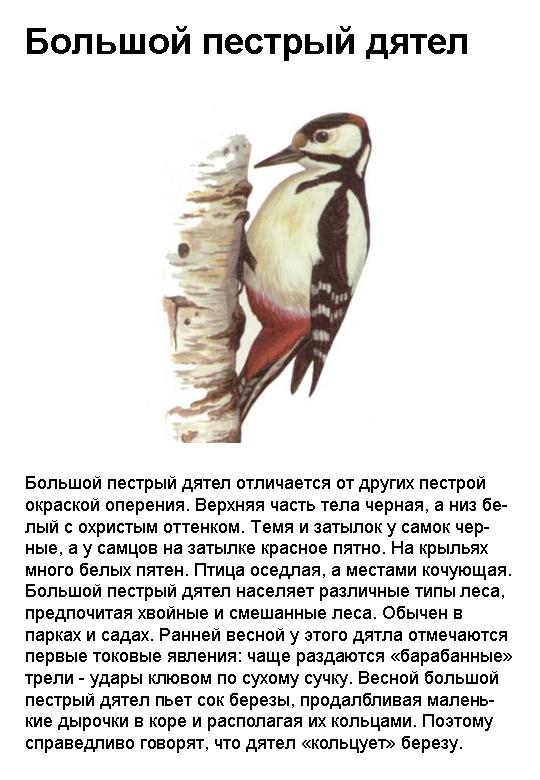 Большой пестрый дятел
Большой пестрый дятел отличается от других пестрой
окраской оперения. Верхняя часть тела черная, а низ бе-
лый с охристым оттенком. Темя и затылок у самок чер-
ные, а у самцов на затылке красное пятно. На крыльях
много белых пятен. Птица оседлая, а местами кочующая.
Большой пестрый дятел населяет различные типы леса,
предпочитая хвойные и смешанные леса. Обычен в
парках и садах. Ранней весной у этого дятла отмечаются
первые токовые явления: чаще раздаются «барабанные»
трели - удары клювом по сухому сучку. Весной большой
пестрый дятел пьет сок березы, продалбливая малень-
кие дырочки в коре и располагая их кольцами. Поэтому
справедливо говорят, что дятел «кольцует» березу.